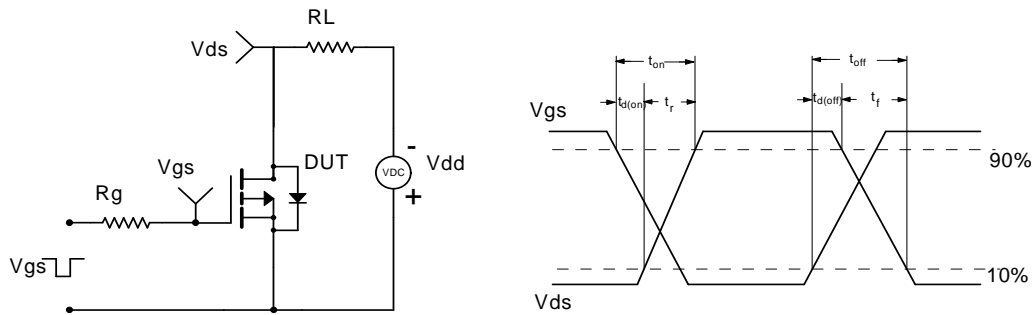 RL
Vds
Vgs
DUT
Vdd
VDC
-
+
Rg
Vgs
ton
toff
td(on)
tr
td(off)
tf
Vgs
90%
10%
Vds